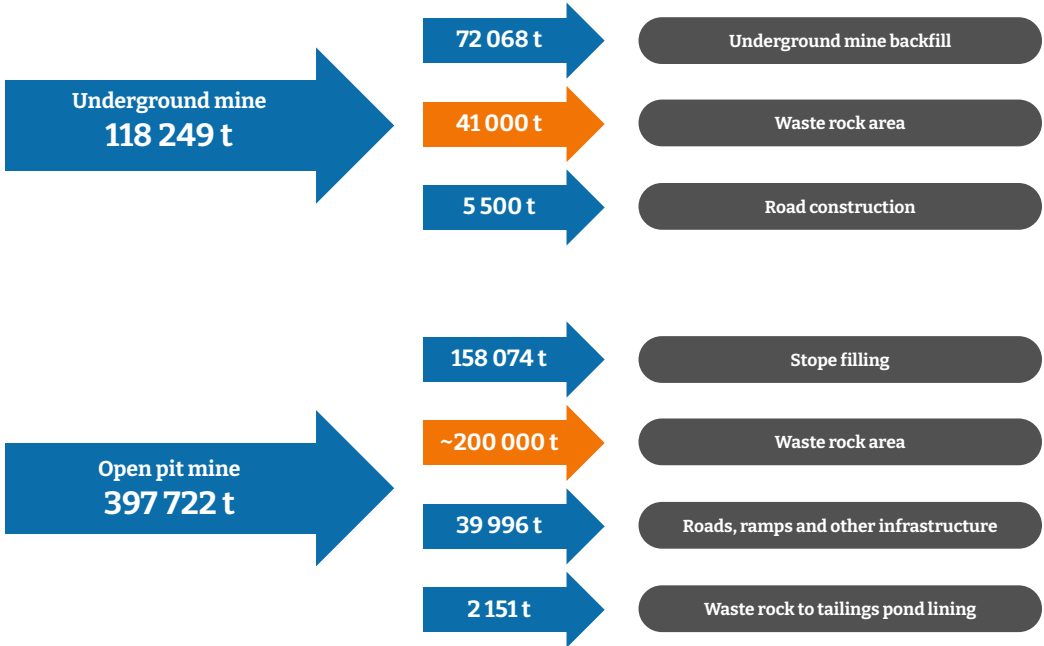 Underground mine
118 249 t
72 068 t
Underground mine backfill
41 000 t
Waste rock area
5 500 t
Road construction
Open pit mine
397 722 t
158 074 t
Stope filling
~200 000 t
Waste rock area
39 996 t
Roads, ramps and other infrastructure
2 151 t
Waste rock to tailings pond lining